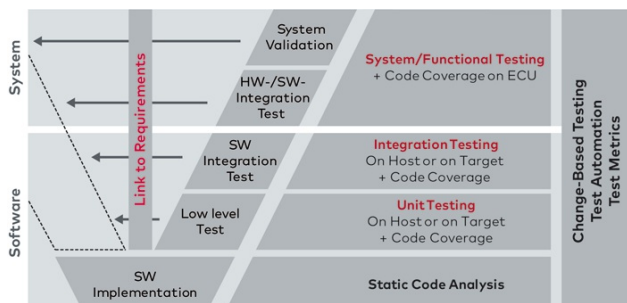 System
Software
Link to Requirements
System
Validation
System/Functional Testing
+ Code Coverage on ECU
HW-/SW-
Integration
Test
SW
Integration
Test
Integration Testing
On Host or on Target
+ Code Coverage
Low level
Test
Unit Testing
On Host or on Target
+ Code Coverage
SW
Implementation
Static Code Analysis
Change-Based Testing
Test Automation
Test Metrics